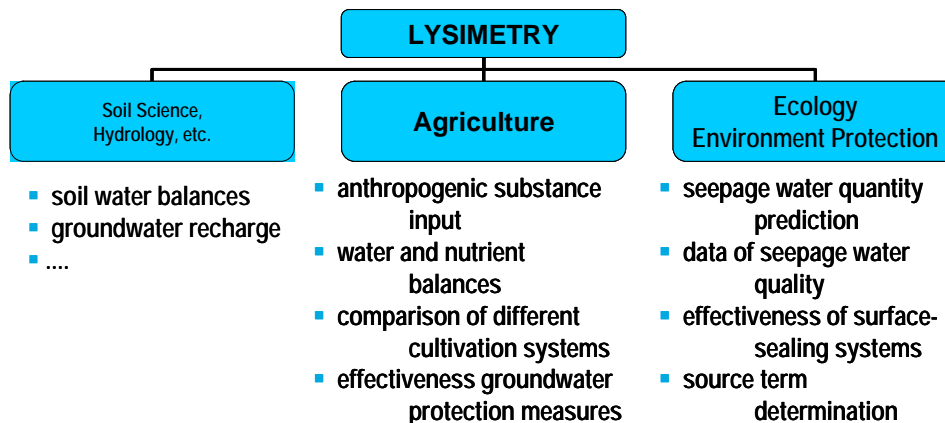 LYSIMETRY
Soil Science,
Hydrology, etc.
▪ soil water balances
▪ groundwater recharge
▪ ....
Agriculture
▪ anthropogenic substance
input
▪ water and nutrient
balances
▪ comparison of different
cultivation systems
▪ effectiveness groundwater
protection measures
Ecology
Environment Protection
▪ seepage water quantity
prediction
▪ data of seepage water
quality
▪ effectiveness of surface-
sealing systems
▪ source term
determination